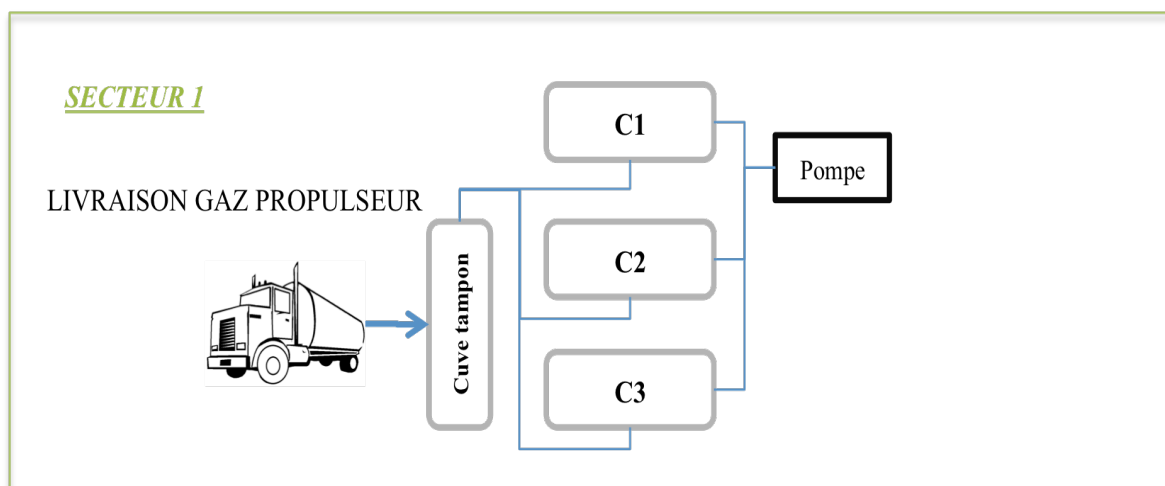 SECTEUR 1
LIVRAISON GAZ PROPULSEUR
Cuve tampon
C1
C2
C3
Pompe